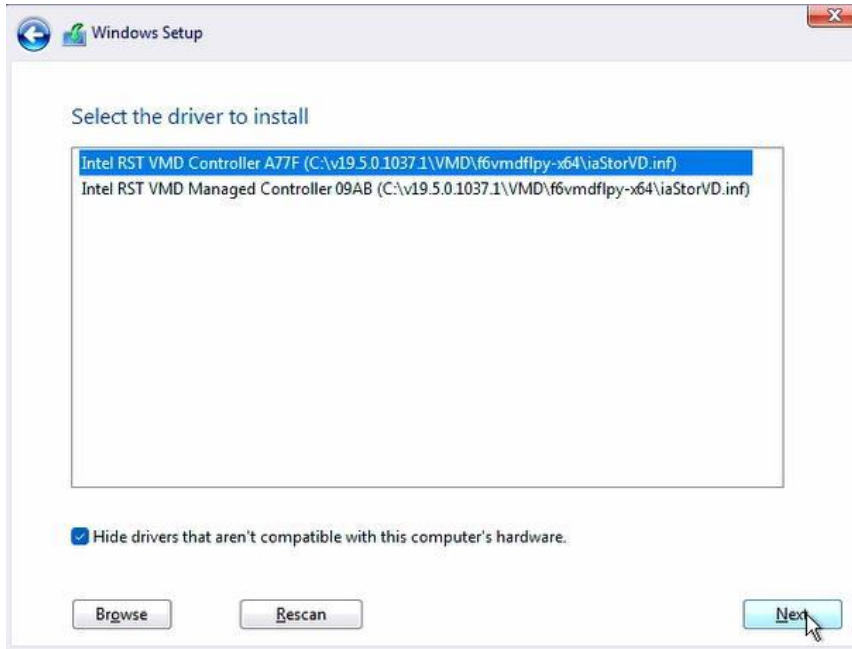 Windows Setup
Select the driver to install
Intel RST VMD Controller A77F (C:\v19.5.0.1037.1\VMD\f6vmdflpy-x64\iaStorVD.inf)
Intel RST VMD Managed Controller 09AB (C:\v19.5.0.1037.1\VMD\f6vmdflpy-x64\iaStorVD.inf)
Hide drivers that aren't compatible with this computer's hardware.
Browse
Rescan
Next